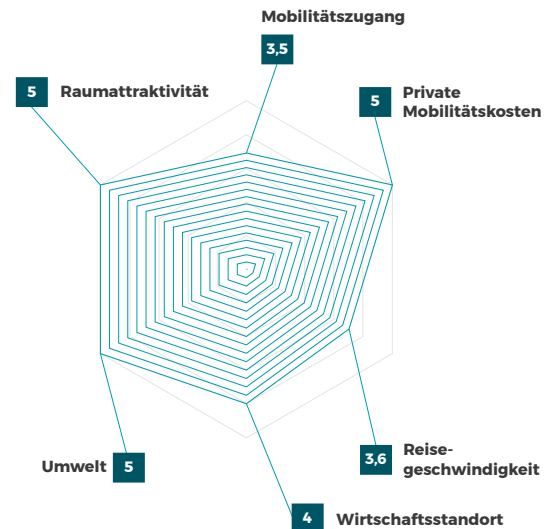 Mobilitätszugang
3,5
5
Raumattraktivität
5
Private
Mobilitätskosten
Umwelt
5
3,6
Reise-
geschwindigkeit
4
Wirtschaftsstandort